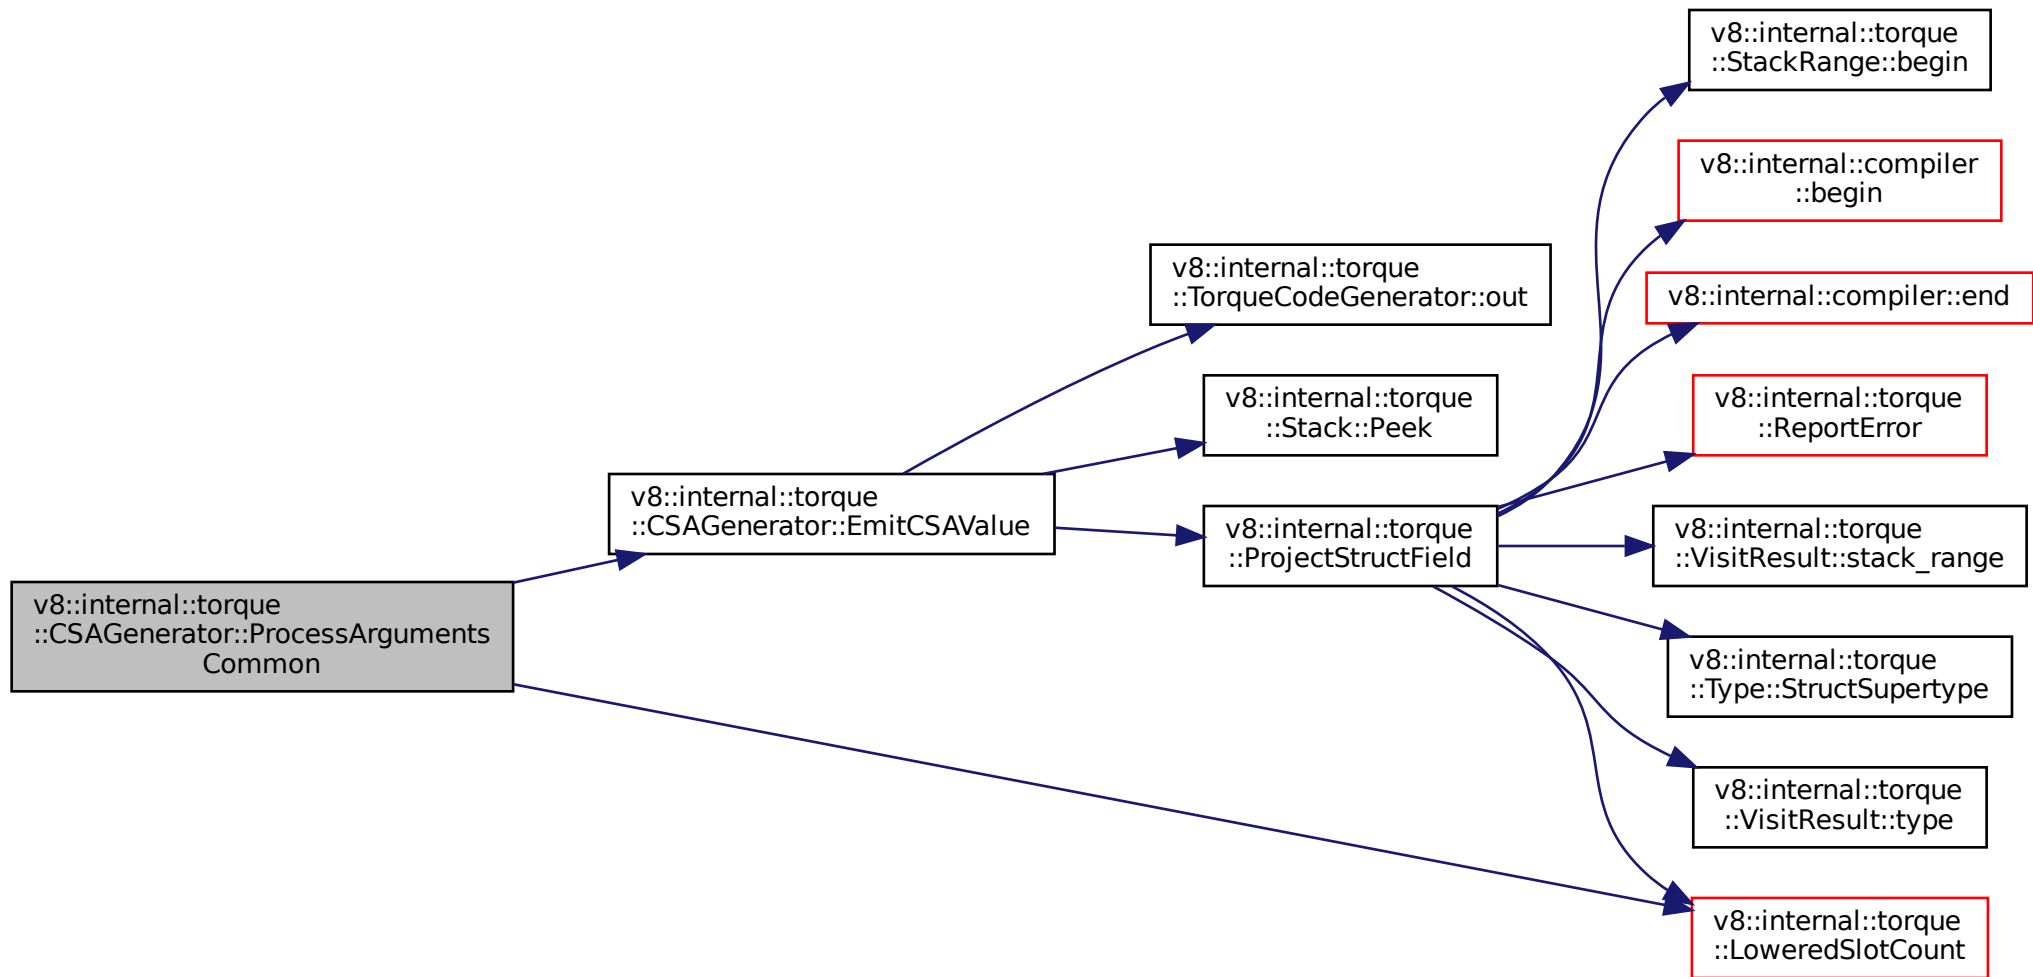 v8::internal::torque
::StackRange::begin
v8::internal::compiler
::begin
v8::internal::torque
::TorqueCodeGenerator::out
v8::internal::compiler::end
v8::internal::torque
::Stack::Peek
v8::internal::torque
::ReportError
v8::internal::torque
::CSAGenerator::EmitCSAValue
v8::internal::torque
::ProjectStructField
v8::internal::torque
::VisitResult::stack_range
v8::internal::torque
::CSAGenerator::ProcessArguments
Common
v8::internal::torque
::Type::StructSupertype
v8::internal::torque
::VisitResult::type
v8::internal::torque
::LoweredSlotCount